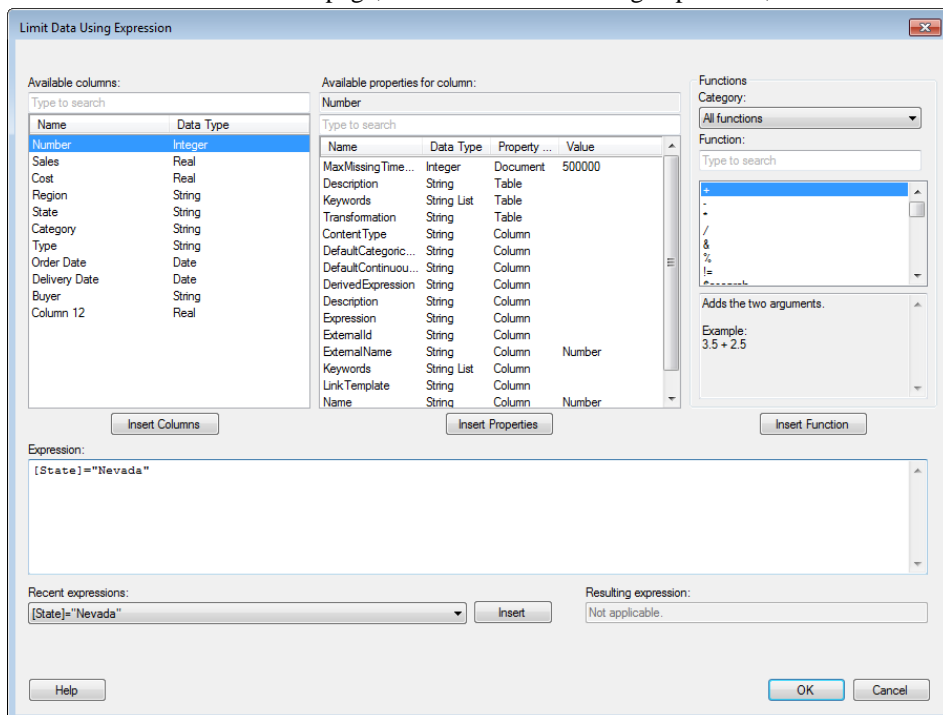 Limit Data Using Expression
Available columns:
Type to search
Name Data Type
Number Integer
Sales Real
Cost Real
Region String
State String
Category String
Type String
Order Date Date
Delivery Date Date
Buyer String
Column 12 Real
Insert Columns
Available properties for column:
Number
Type to search
Name Data Type Property ... Value
MaxMissingTime... Integer Document 500000
Description String Table
Keywords String List Table
Transformation String Table
ContentType String Column
DefaultCategoric... String Column
DefaultContinuou... String Column
DerivedExpression String Column
Description String Column
Expression String Column
ExternalId String Column
ExternalName String Column Number
Keywords String List Column
LinkTemplate String Column
Name String Column Number
Insert Properties
Functions
Category:
All functions
Function:
Type to search
+
-
*
/
&
%
!=
Adds the two arguments.
Example:
3.5 + 2.5
Insert Function
Expression:
[State]="Nevada"
Recent expressions:
[State]="Nevada"
Insert
Resulting expression:
Not applicable.
Help
OK
Cancel